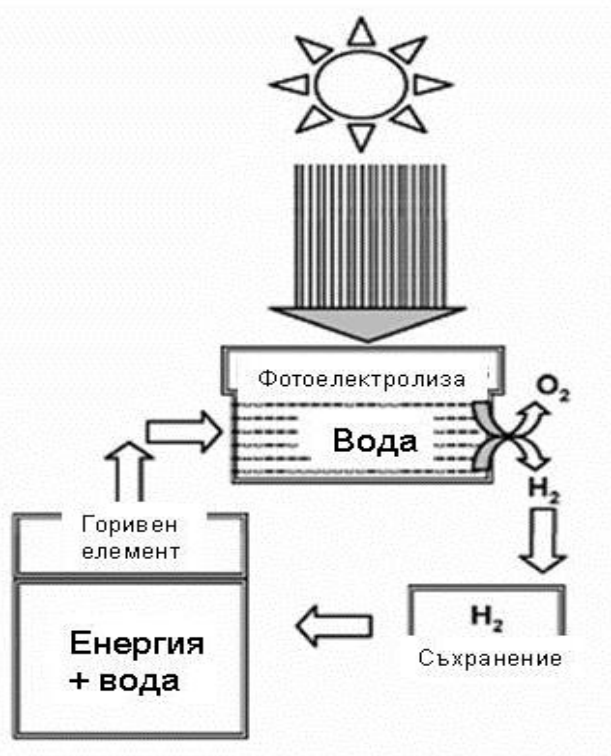 Фотоелектролиза
O₂
Вода
H₂
Горивен
елемент
H₂
Съхранение
Енергия
+ вода